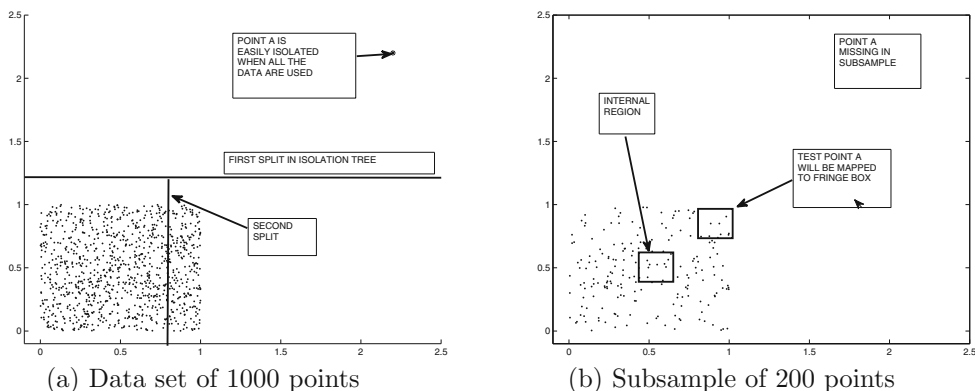 2.5
2
1.5
1
0.5
0
0
0.5
1
1.5
2
2.5
POINT A IS
EASILY ISOLATED
WHEN ALL THE
DATA ARE USED
FIRST SPLIT IN ISOLATION TREE
SECOND
SPLIT
(a) Data set of 1000 points
2.5
2
1.5
1
0.5
0
0
0.5
1
1.5
2
2.5
POINT A
MISSING IN
SUBSAMPLE
INTERNAL
REGION
TEST POINT A
WILL BE MAPPED
TO FRINGE BOX
(b) Subsample of 200 points